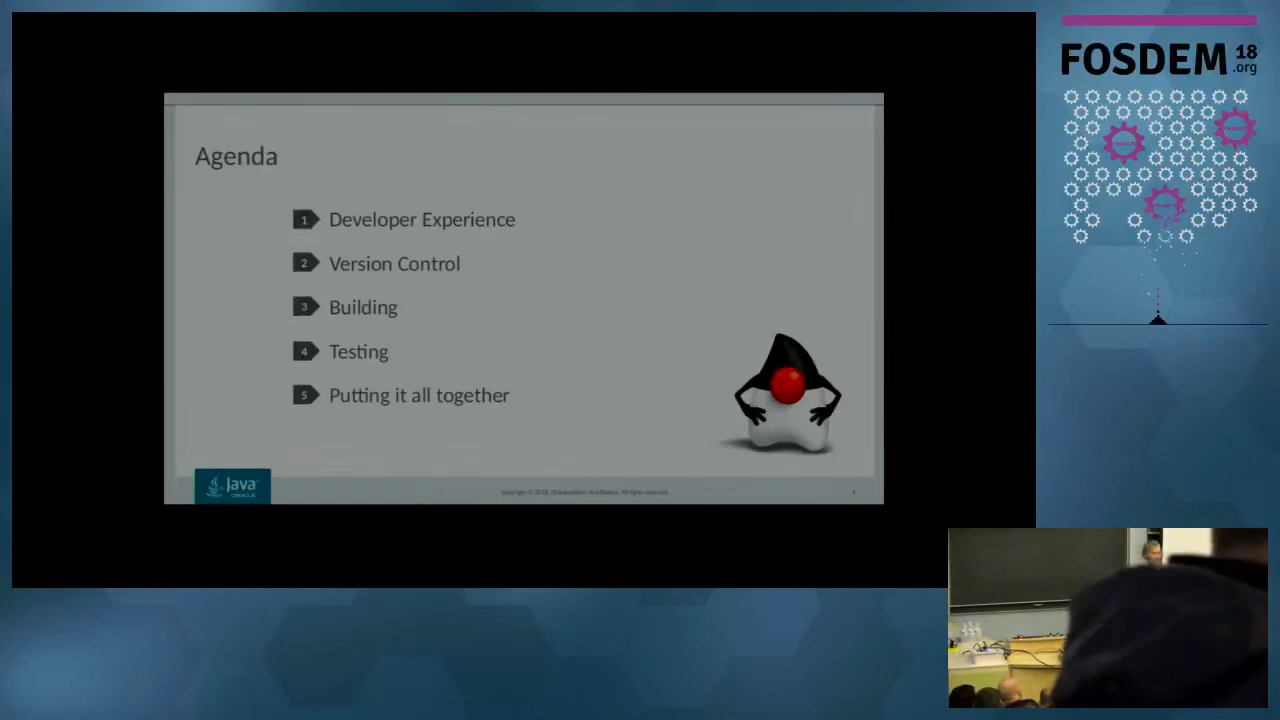 FOSDEM 18
.org
Agenda
1 Developer Experience
2 Version Control
3 Building
4 Testing
5 Putting it all together
Java
ORACLE